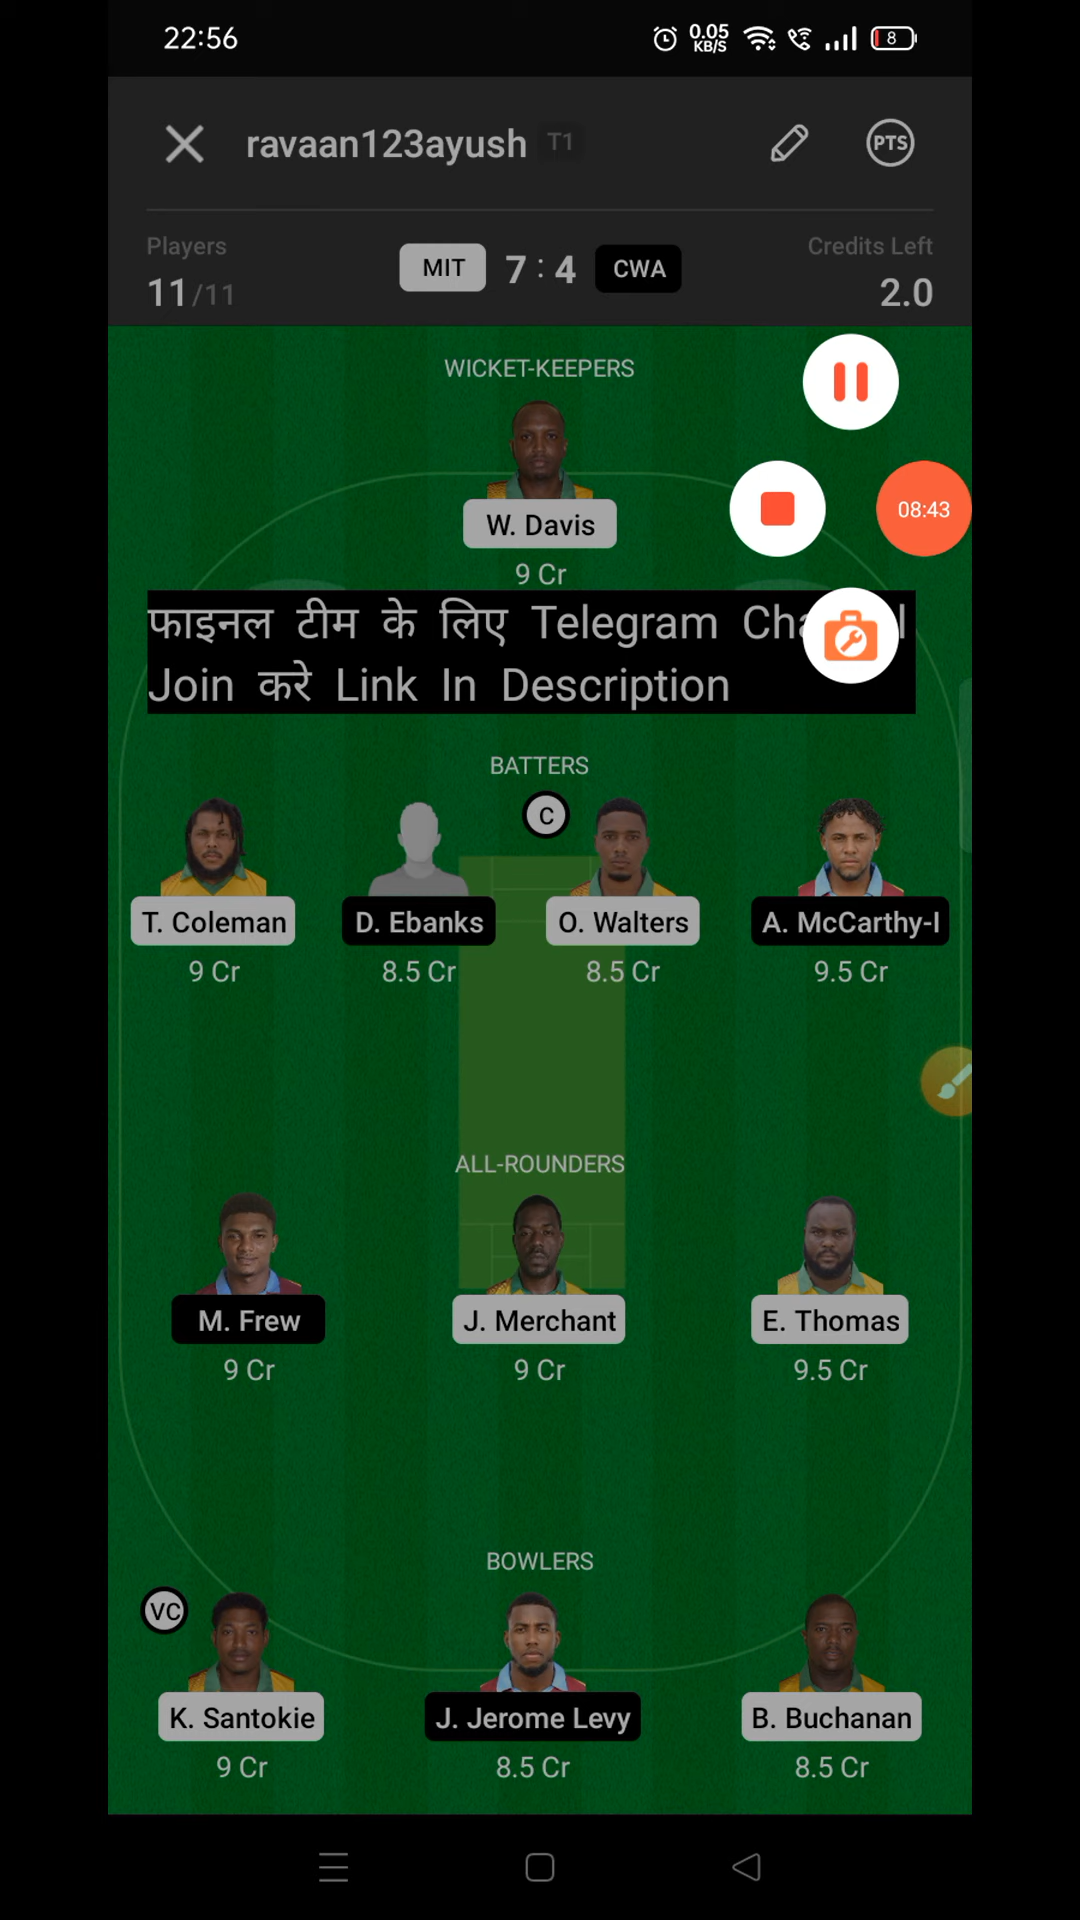 22:56
0.05
KB/S
8
ravaan123ayush T1
PTS
Players
Credits Left
MIT 7 : 4 CWA
11/11
2.0
WICKET-KEEPERS
W. Davis
08:43
9 Cr
फाइनल टीम के लिए Telegram
Join करे Link In Description
BATTERS
C
T. Coleman D. Ebanks O. Walters A. McCarthy-I
9 Cr 8.5 Cr 8.5 Cr 9.5 Cr
ALL-ROUNDERS
M. Frew J. Merchant E. Thomas
9 Cr 9 Cr 9.5 Cr
BOWLERS
VC
K. Santokie J. Jerome Levy B. Buchanan
9 Cr 8.5 Cr 8.5 Cr